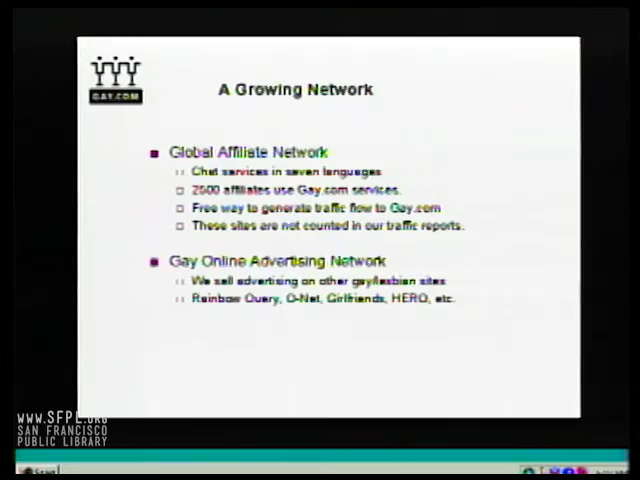 GAY.COM
A Growing Network
Global Affiliate Network
Chat services in seven languages
2500 affiliates use Gay.com services.
Free way to generate traffic flow to Gay.com
These sites are not counted in our traffic reports.
Gay Online Advertising Network
We sell advertising on other gay/lesbian sites
Rainbow Query, O-Net, Girlfriends, HERO, etc.
WWW.SFPL.ORG
SAN FRANCISCO
PUBLIC LIBRARY
Start